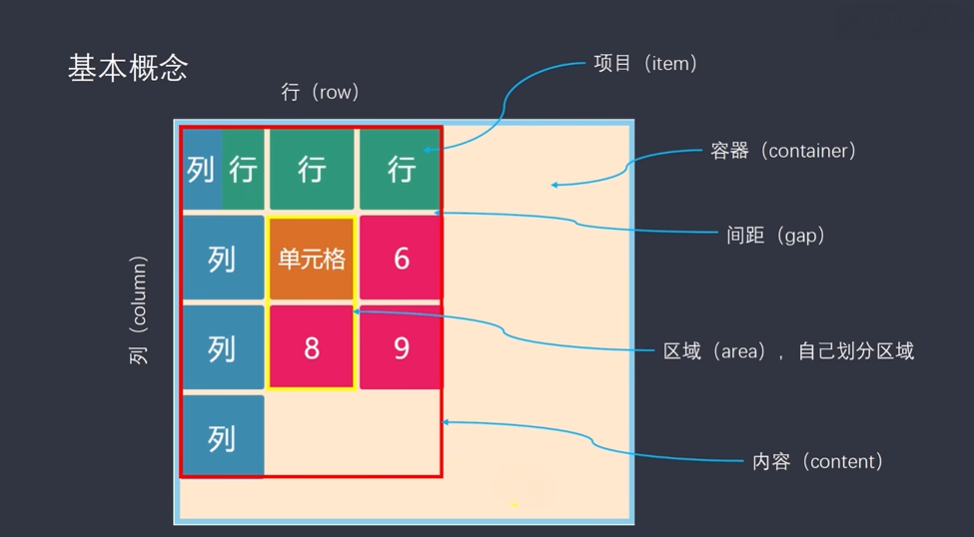 基本概念
行（row）
项目（item）
容器（container）
间距（gap）
区域（area），自己划分区域
内容（content）
列（column）
列 行 行 行
列 单元格 6
列 8 9
列